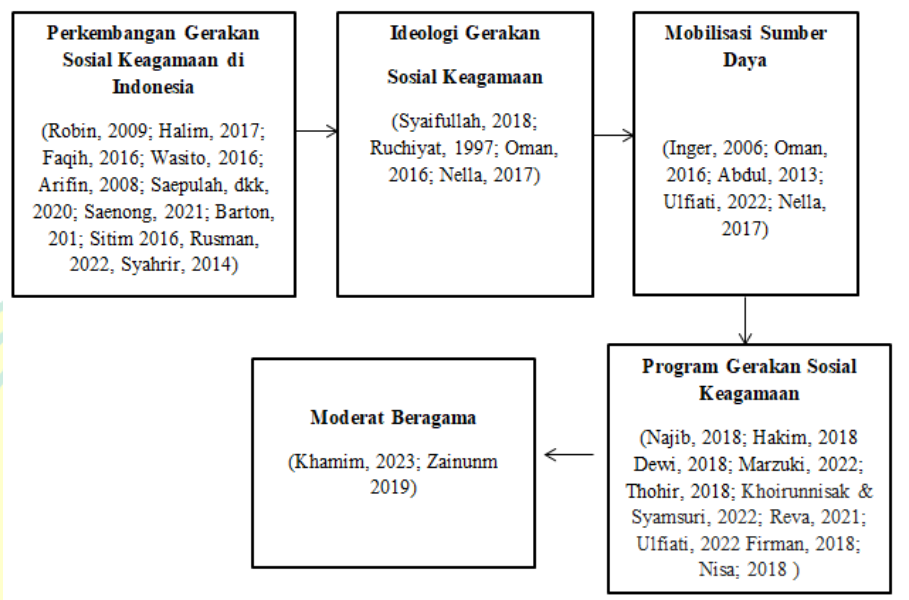 Perkembangan Gerakan
Sosial Keagamaan di
Indonesia
(Robin, 2009; Halim, 2017;
Faqih, 2016; Wasito, 2016;
Arifin, 2008; Saepulah, dkk,
2020; Saenong, 2021; Barton,
201; Sitim 2016, Rusman,
2022, Syahrir, 2014)
Ideologi Gerakan
Sosial Keagamaan
(Syaifullah, 2018;
Ruchiyat, 1997; Oman,
2016; Nella, 2017)
Mobilisasi Sumber
Daya
(Inger, 2006; Oman,
2016; Abdul, 2013;
Ulfiati, 2022; Nella,
2017)
Program Gerakan Sosial
Keagamaan
(Najib, 2018; Hakim, 2018
Dewi, 2018; Marzuki, 2022;
Thohir, 2018; Khoirunnisak &
Syamsuri, 2022; Reva, 2021;
Ulfiati, 2022 Firman, 2018;
Nisa; 2018 )
Moderat Beragama
(Khamim, 2023; Zainunm
2019)